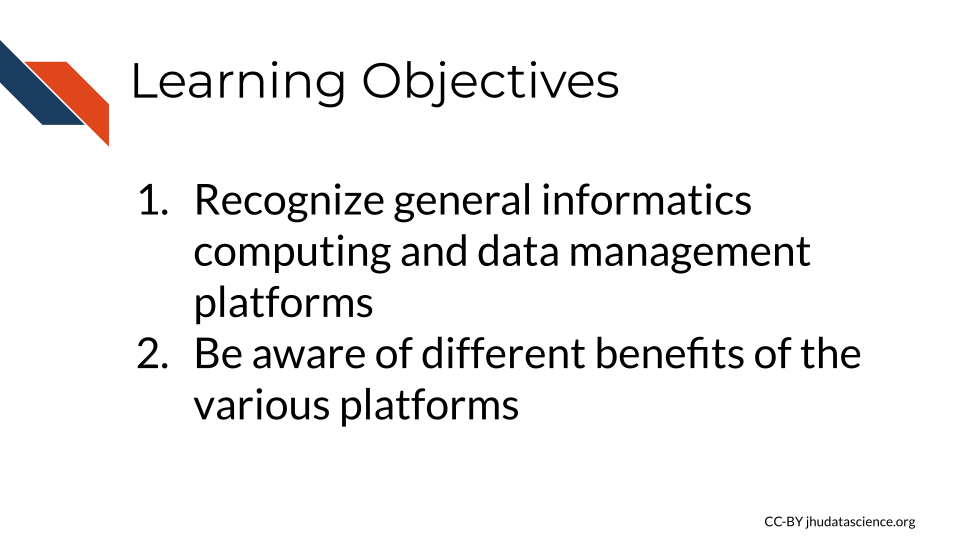 Learning Objectives
1. Recognize general informatics
computing and data management
platforms
2. Be aware of different benefits of the
various platforms
CC-BY jhudatascience.org